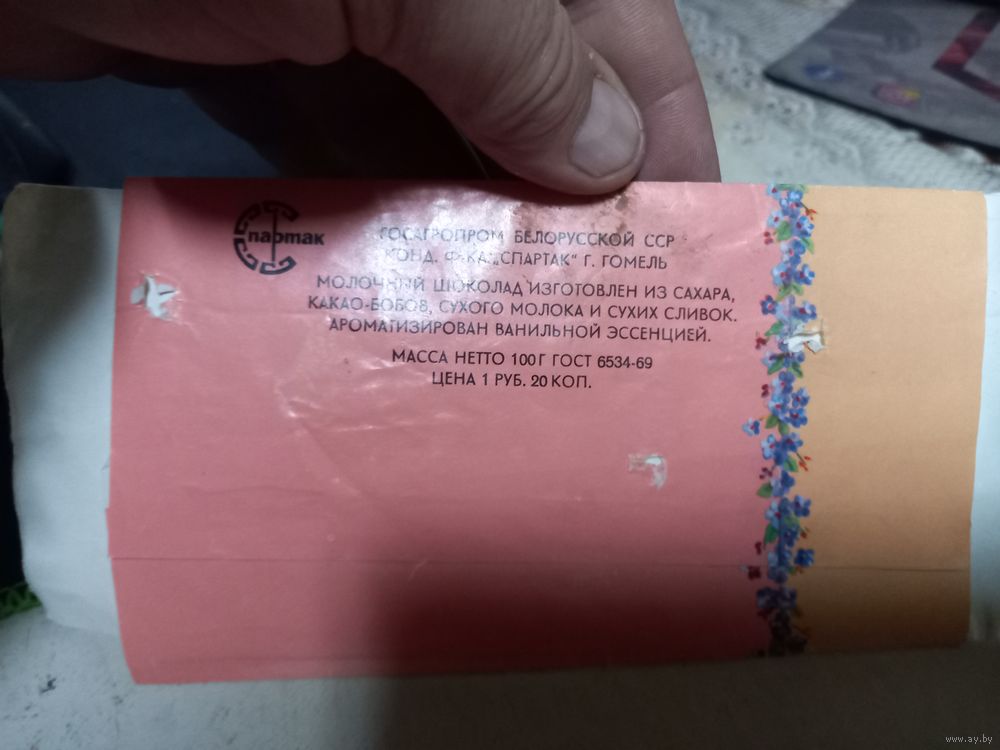 Спартак
ГОСАГРОПРОМ БЕЛОРУССКОЙ ССР
КОНД. Ф-КА „СПАРТАК" Г. ГОМЕЛЬ
МОЛОЧНЫЙ ШОКОЛАД ИЗГОТОВЛЕН ИЗ САХАРА,
КАКАО-БОБОВ, СУХОГО МОЛОКА И СУХИХ СЛИВОК.
АРОМАТИЗИРОВАН ВАНИЛЬНОЙ ЭССЕНЦИЕЙ.
МАССА НЕТТО 100 Г ГОСТ 6534-69
ЦЕНА 1 РУБ. 20 КОП.
www.ay.by